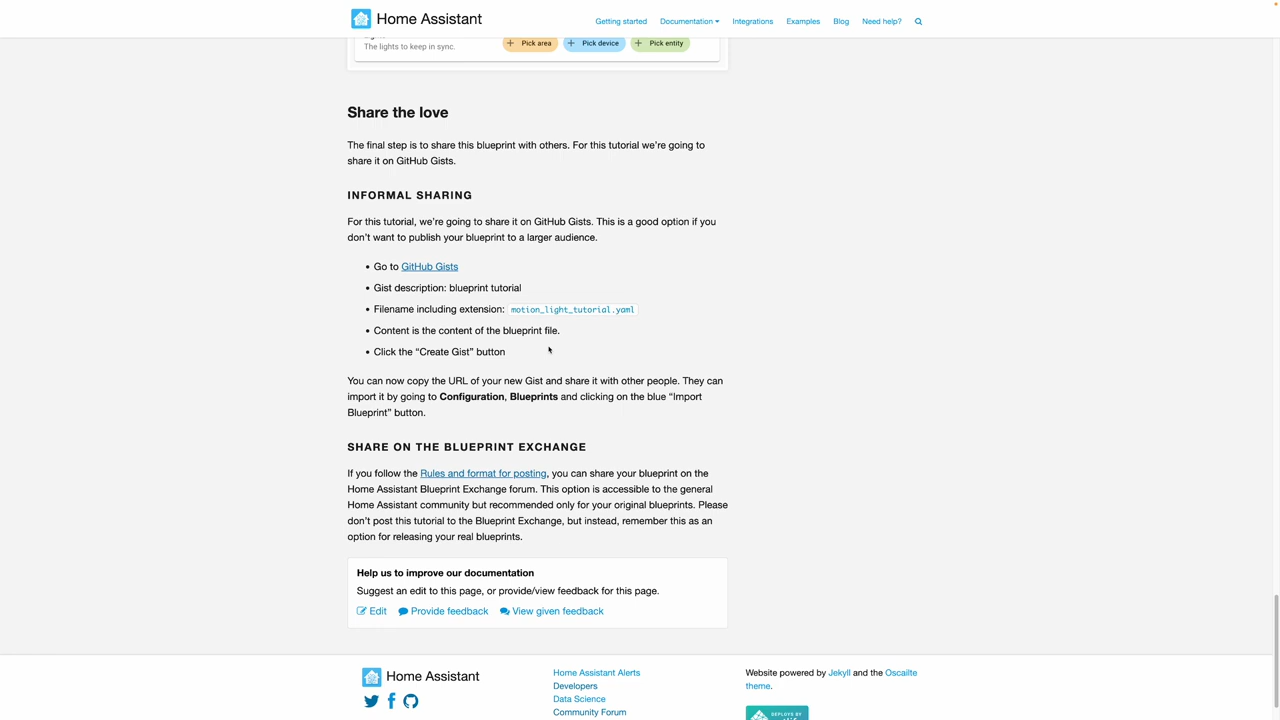 Home Assistant
Getting started Documentation Integrations Examples Blog Need help?
The lights to keep in sync.
Pick area Pick device Pick entity
Share the love
The final step is to share this blueprint with others. For this tutorial we're going to
share it on GitHub Gists.
INFORMAL SHARING
For this tutorial, we're going to share it on GitHub Gists. This is a good option if you
don't want to publish your blueprint to a larger audience.
• Go to GitHub Gists
• Gist description: blueprint tutorial
• Filename including extension: motion_light_tutorial.yaml
• Content is the content of the blueprint file.
• Click the “Create Gist” button
You can now copy the URL of your new Gist and share it with other people. They can
import it by going to Configuration, Blueprints and clicking on the blue “Import
Blueprint” button.
SHARE ON THE BLUEPRINT EXCHANGE
If you follow the Rules and format for posting, you can share your blueprint on the
Home Assistant Blueprint Exchange forum. This option is accessible to the general
Home Assistant community but recommended only for your original blueprints. Please
don't post this tutorial to the Blueprint Exchange, but instead, remember this as an
option for releasing your real blueprints.
Help us to improve our documentation
Suggest an edit to this page, or provide/view feedback for this page.
Edit Provide feedback View given feedback
Home Assistant
Home Assistant Alerts
Developers
Data Science
Community Forum
Website powered by Jekyll and the Oscailte
theme.
DEPLOYS BY